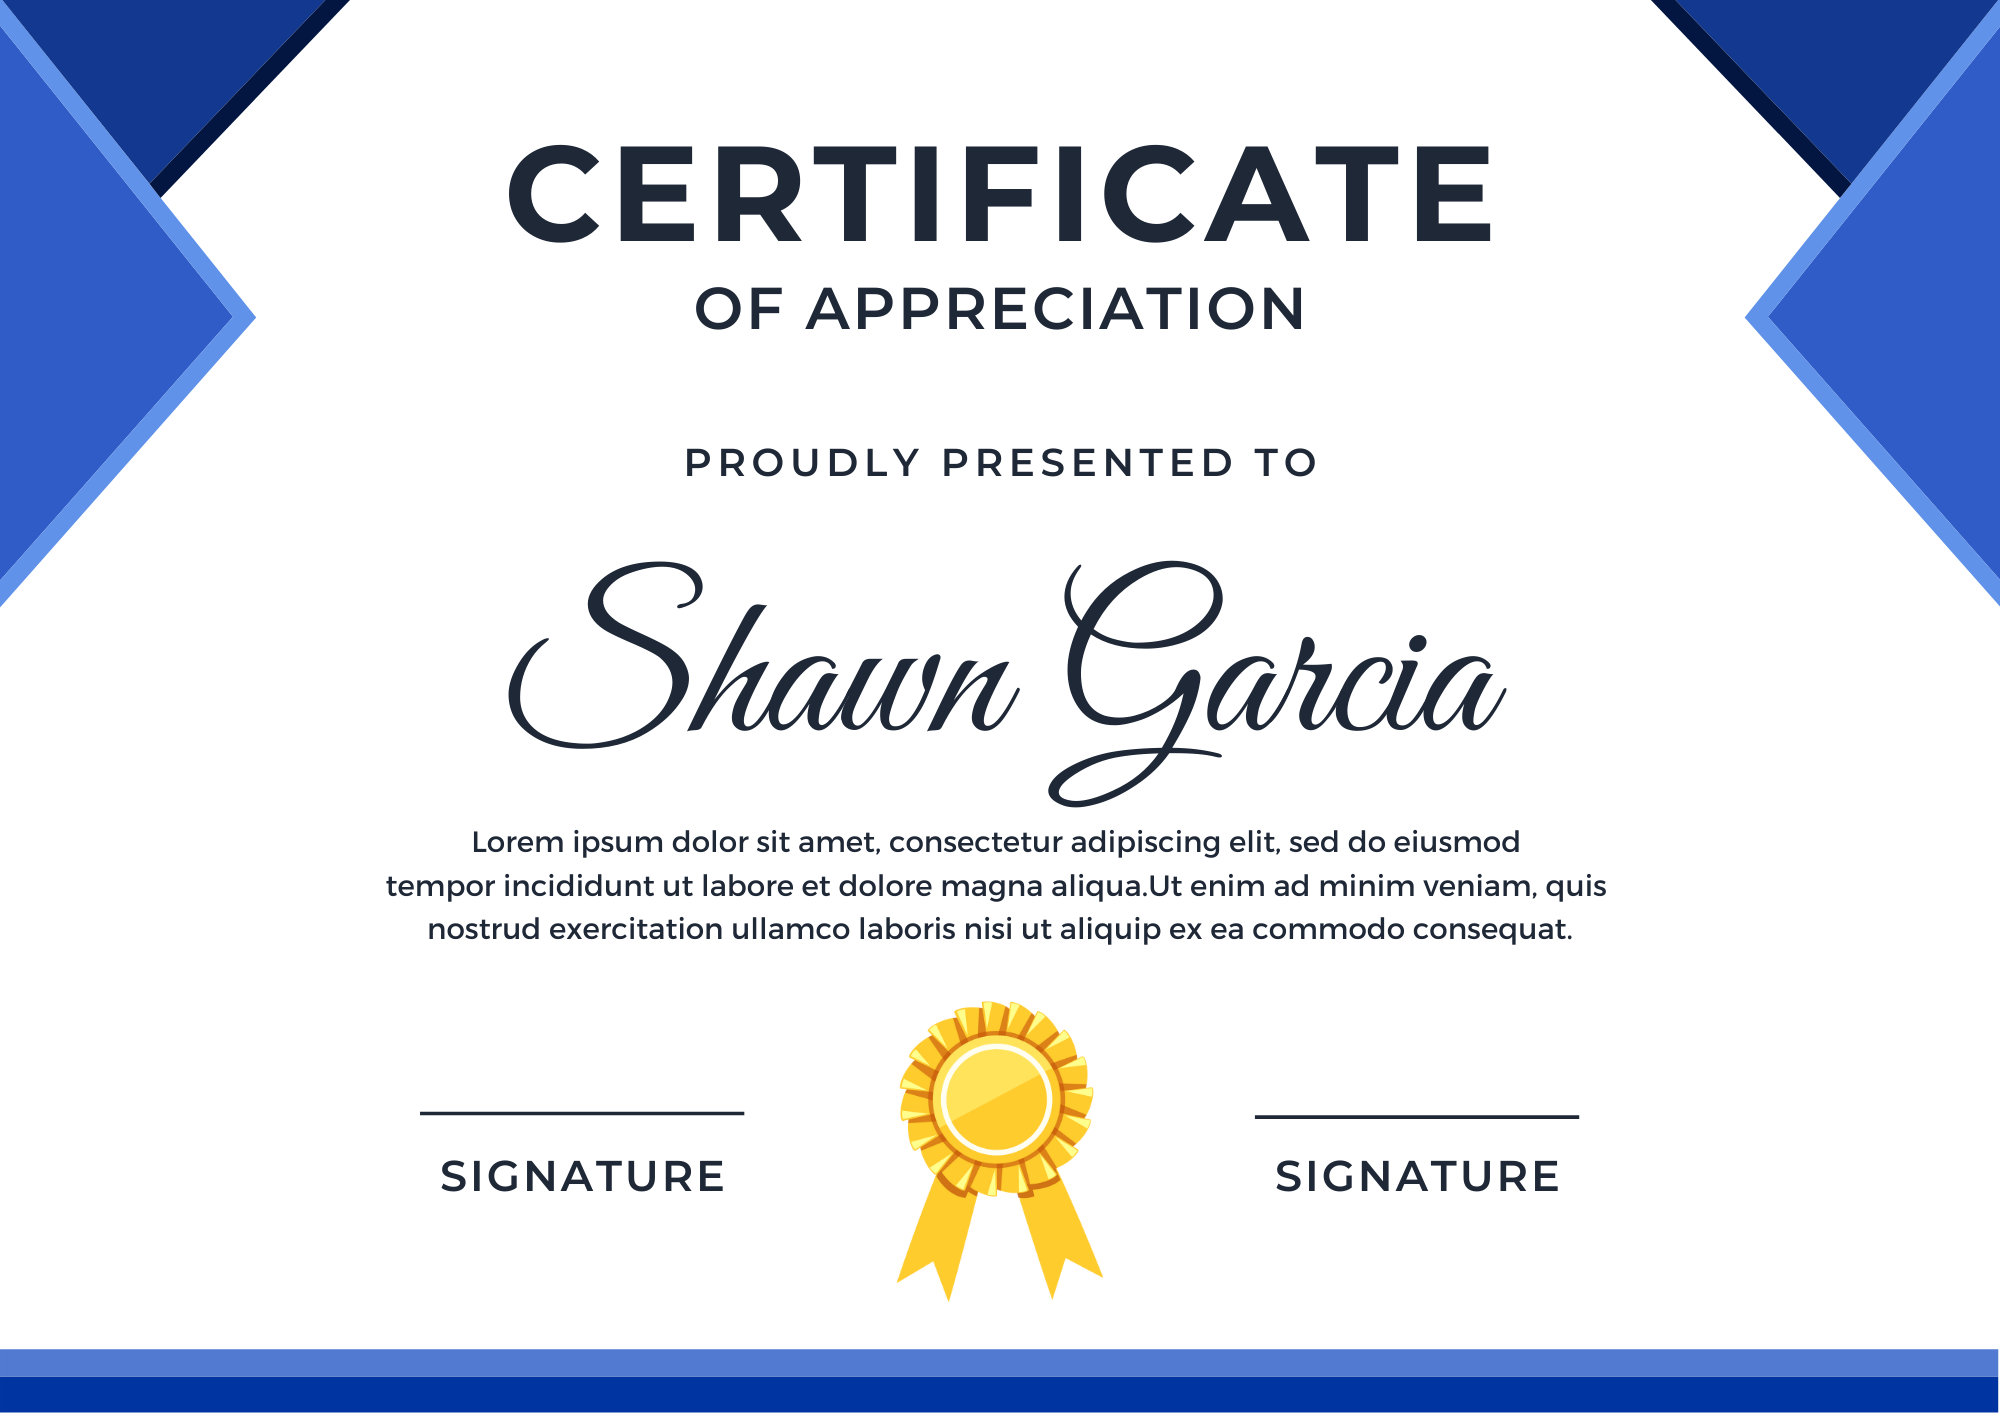 CERTIFICATE
OF APPRECIATION
PROUDLY PRESENTED TO
Shawn Garcia
Lorem ipsum dolor sit amet, consectetur adipiscing elit, sed do eiusmod
tempor incididunt ut labore et dolore magna aliqua.Ut enim ad minim veniam, quis
nostrud exercitation ullamco laboris nisi ut aliquip ex ea commodo consequat.
SIGNATURE
SIGNATURE